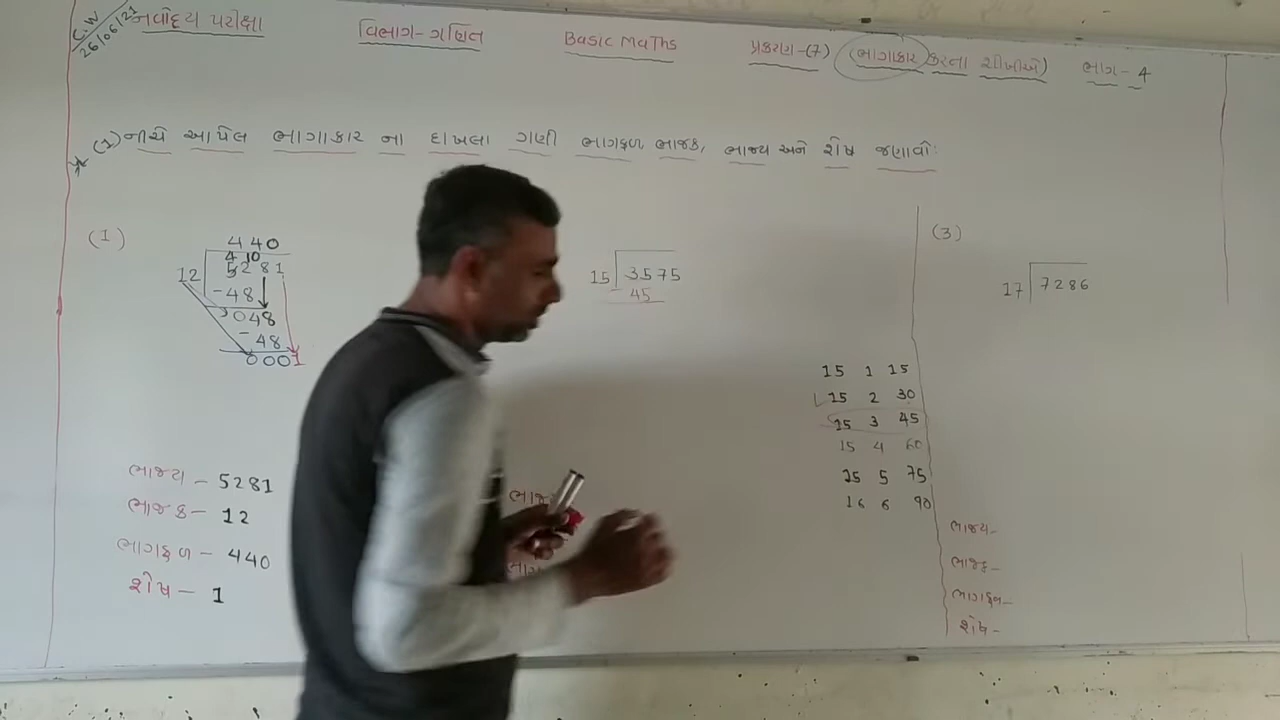 C.W
26/06/21
નવોદય પરીક્ષા વિભાગ-ગણિત Basic Maths પ્રકરણ-(7) (ભાગાકાર કરતા શીખીએ) ભાગ-4
* (1) નીચે આપેલ ભાગાકાર ના દાખલા ગણી ભાગફળ ભાજક, ભાજ્ય અને શેષ જણાવો:
(1)
440
4 10
12 5281
-48
048
-48
0001
ભાજ્ય - 5281
ભાજક - 12
ભાગફળ - 440
શેષ - 1
15 3575
- 45
15 1 15
15 2 30
15 3 45
15 4 60
15 5 75
16 6 90
(3)
17 7286
ભાજ્ય-
ભાજક-
ભાગફળ-
શેષ-